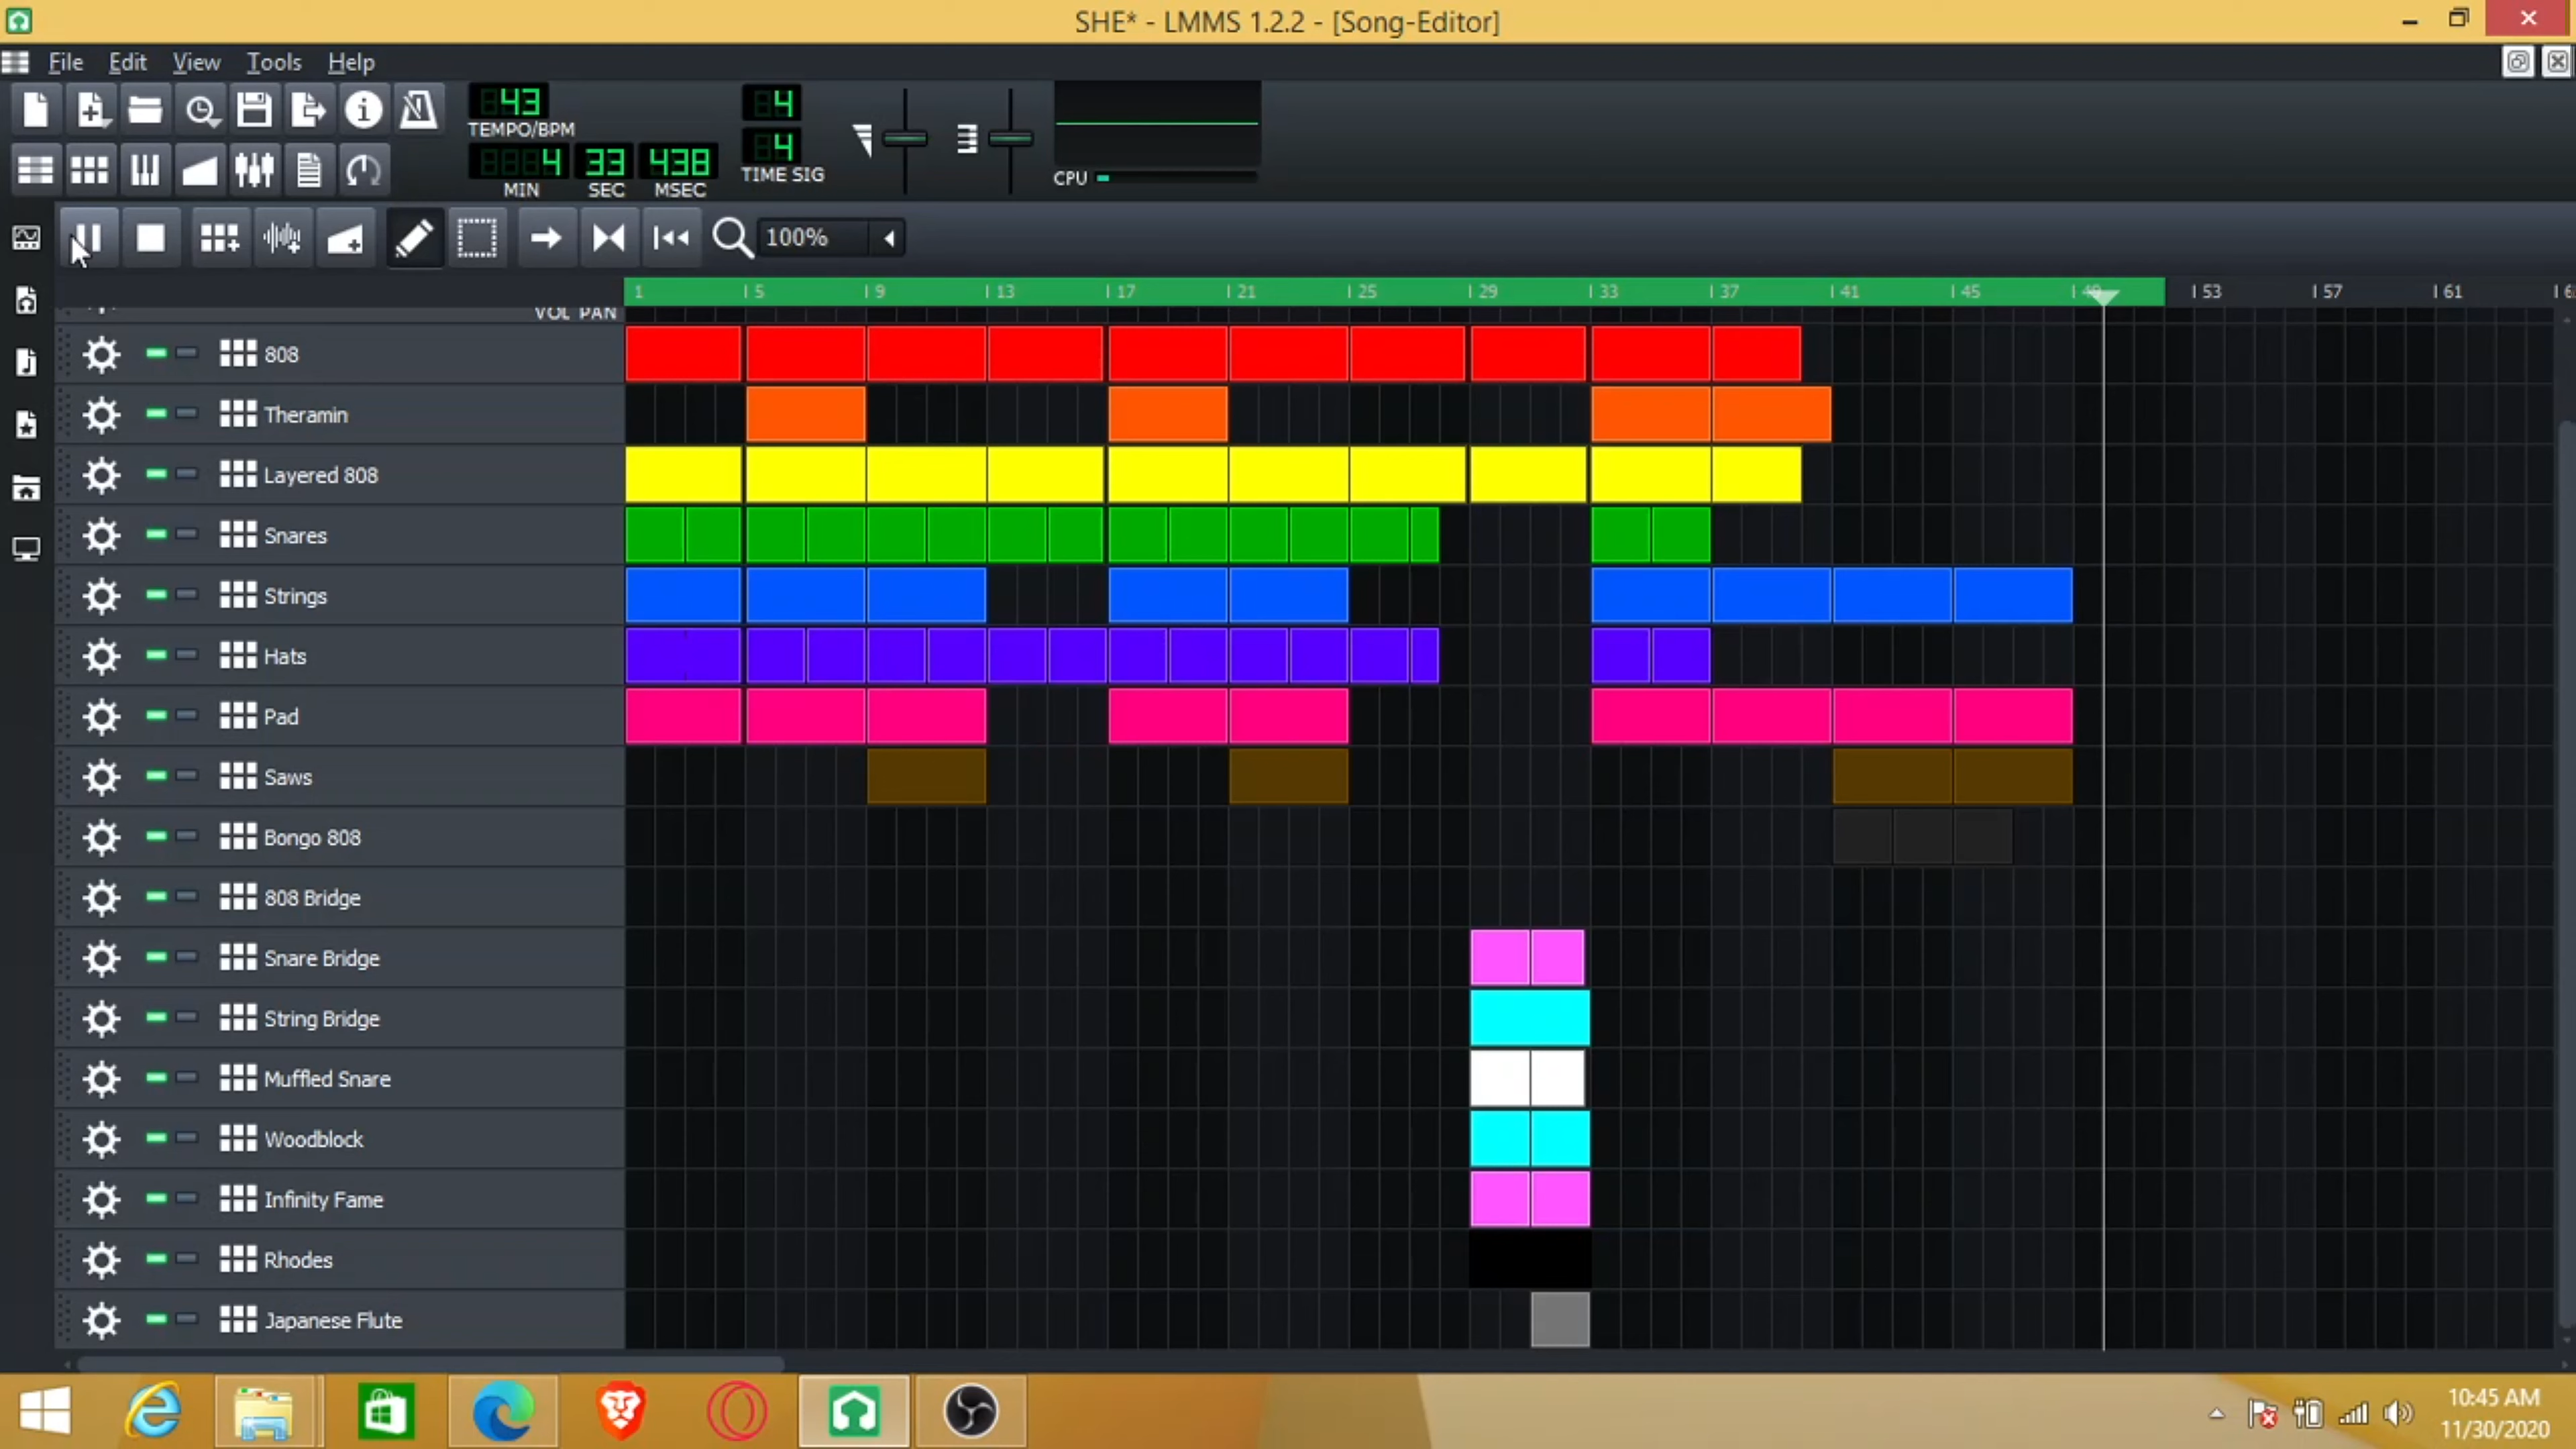 SHE* - LMMS 1.2.2 - [Song-Editor]
File Edit View Tools Help
43
TEMPO/BPM
4 33 438
MIN SEC MSEC
4
4
TIME SIG
CPU
100%
1 5 9 13 17 21 25 29 33 37 41 45 49 53 57 61
VOL PAN
808
Theramin
Layered 808
Snares
Strings
Hats
Pad
Saws
Bongo 808
808 Bridge
Snare Bridge
String Bridge
Muffled Snare
Woodblock
Infinity Fame
Rhodes
Japanese Flute
10:45 AM
11/30/2020